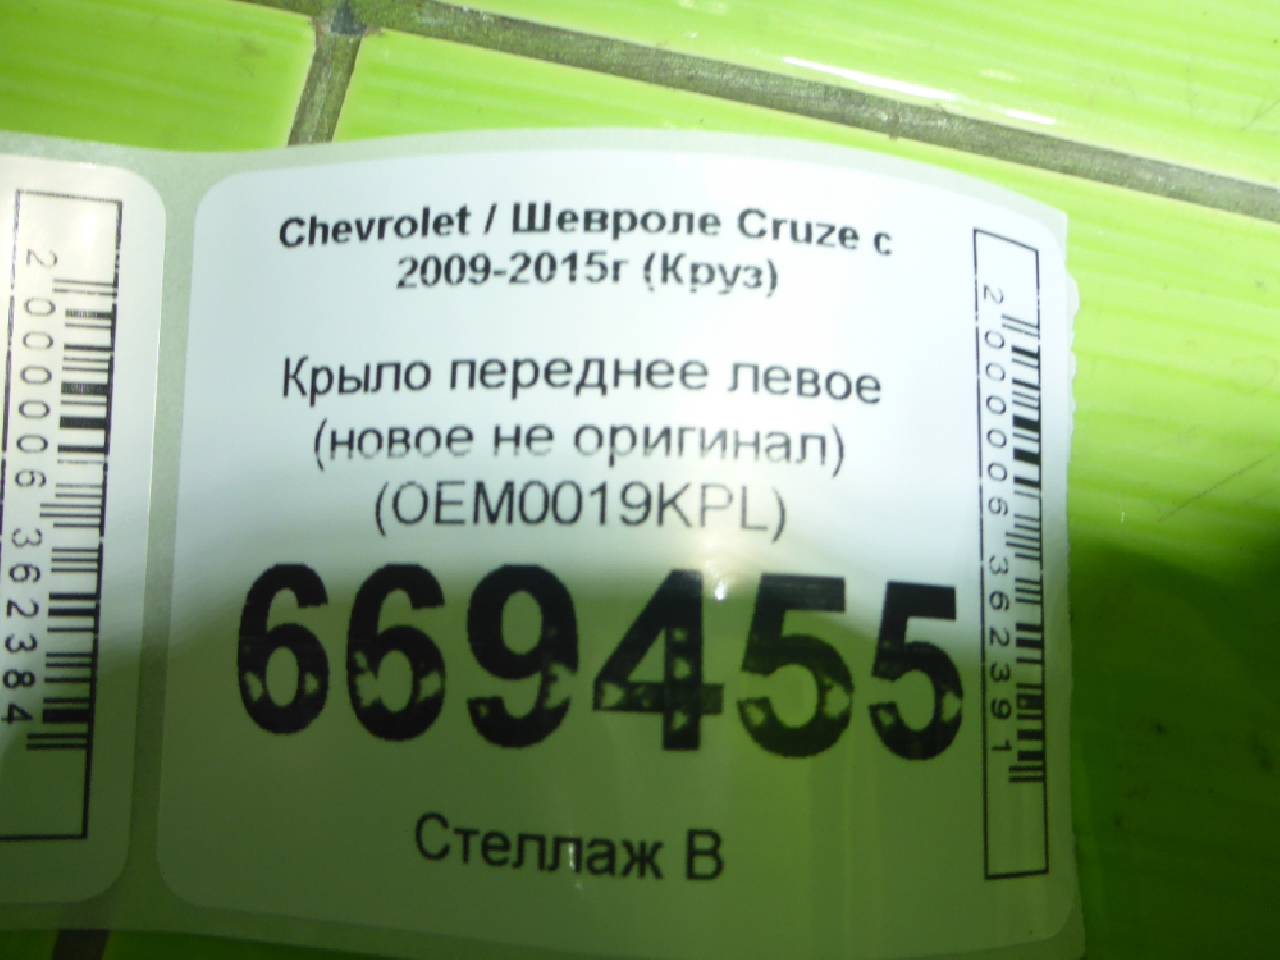 2000006362384
Chevrolet / Шевроле Cruze с
2009-2015г (Круз)
Крыло переднее левое
(новое не оригинал)
(OEM0019KPL)
669455
Стеллаж В
2000006362391